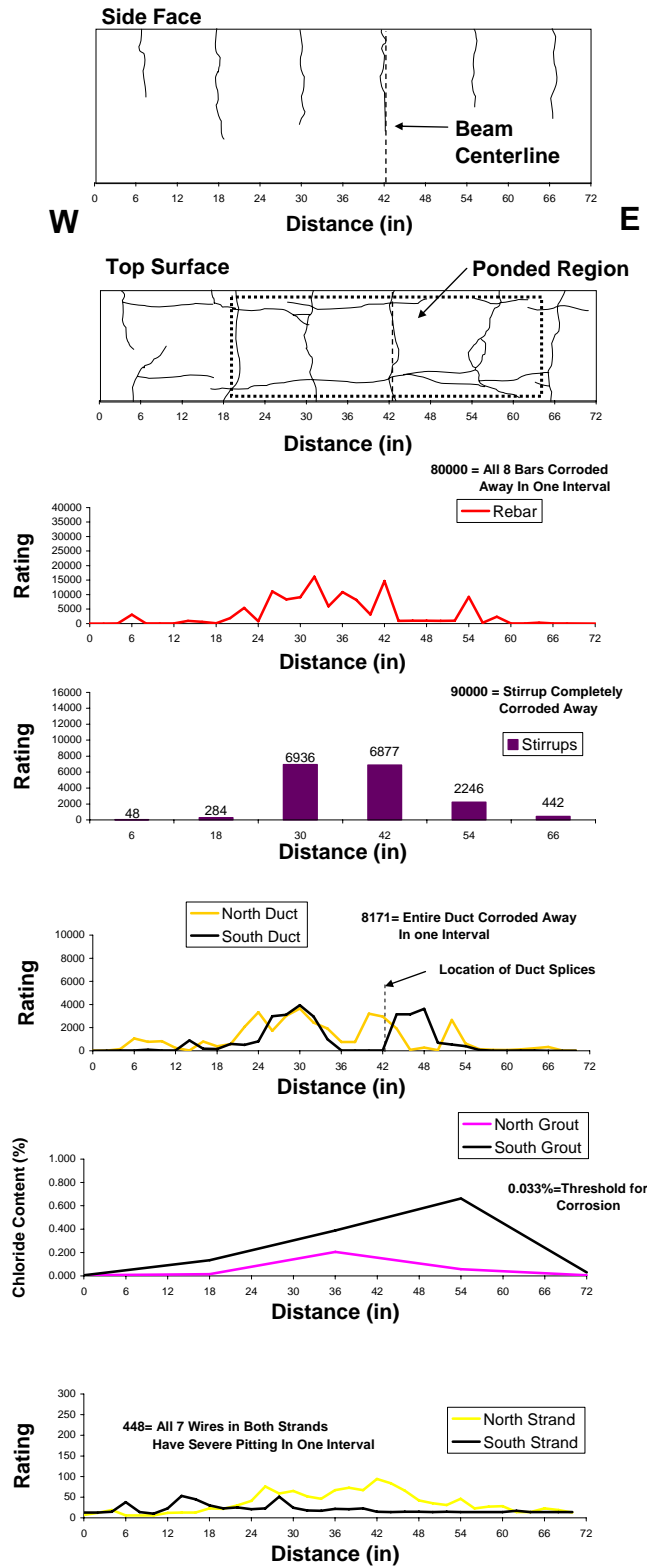 Side Face
Beam
Centerline
0 6 12 18 24 30 36 42 48 54 60 66 72
W Distance (in) E
Top Surface
Ponded Region
0 6 12 18 24 30 36 42 48 54 60 66 72
Distance (in)
80000 = All 8 Bars Corroded
Away In One Interval
Rebar
Rating
40000
35000
30000
25000
20000
15000
10000
5000
0
0 6 12 18 24 30 36 42 48 54 60 66 72
Distance (in)
90000 = Stirrup Completely
Corroded Away
Stirrups
Rating
16000
14000
12000
10000
8000
6000
4000
2000
0
48 284 6936 6877 2246 442
6 18 30 42 54 66
Distance (in)
North Duct
South Duct
8171= Entire Duct Corroded Away
In one Interval
Location of Duct Splices
Rating
10000
8000
6000
4000
2000
0
0 6 12 18 24 30 36 42 48 54 60 66 72
Distance (in)
North Grout
South Grout
0.033%=Threshold for
Corrosion
Chloride Content (%)
1.000
0.800
0.600
0.400
0.200
0.000
0 6 12 18 24 30 36 42 48 54 60 66 72
Distance (in)
448= All 7 Wires in Both Strands
Have Severe Pitting In One Interval
North Strand
South Strand
Rating
300
250
200
150
100
50
0
0 6 12 18 24 30 36 42 48 54 60 66 72
Distance (in)